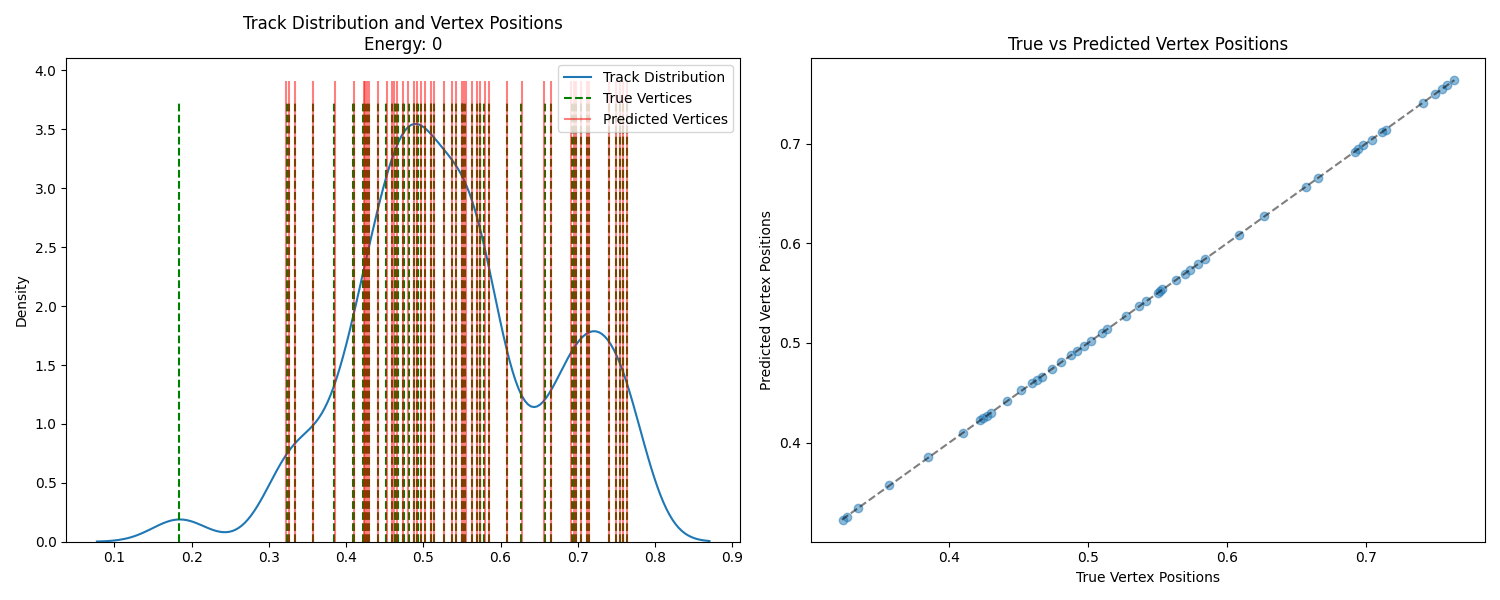 Track Distribution and Vertex Positions
Energy: 0
Track Distribution
True Vertices
Predicted Vertices
Density
4.0
3.5
3.0
2.5
2.0
1.5
1.0
0.5
0.0
0.1 0.2 0.3 0.4 0.5 0.6 0.7 0.8 0.9
True vs Predicted Vertex Positions
Predicted Vertex Positions
0.7
0.6
0.5
0.4
0.4 0.5 0.6 0.7
True Vertex Positions